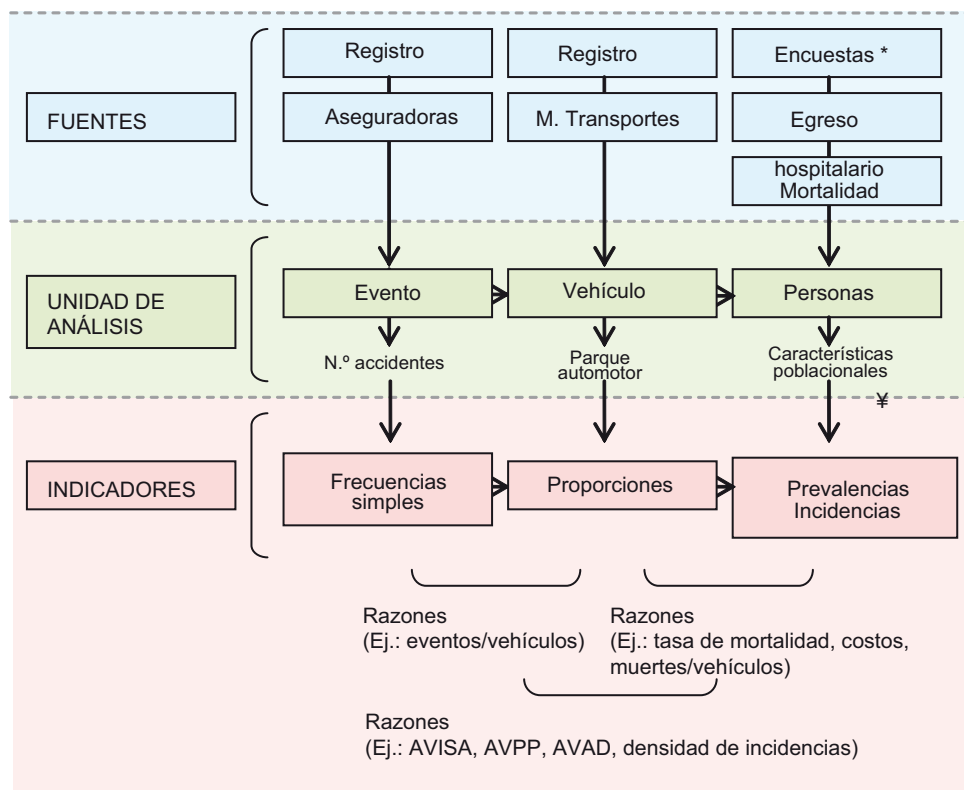 FUENTES
Registro
Aseguradoras
Registro
M. Transportes
Encuestas *
Egreso
hospitalario
Mortalidad
UNIDAD DE
ANÁLISIS
Evento
Vehículo
Personas
N.º accidentes
Parque
automotor
Características
poblacionales
¥
INDICADORES
Frecuencias
simples
Proporciones
Prevalencias
Incidencias
Razones
(Ej.: eventos/vehículos)
Razones
(Ej.: tasa de mortalidad, costos,
muertes/vehículos)
Razones
(Ej.: AVISA, AVPP, AVAD, densidad de incidencias)